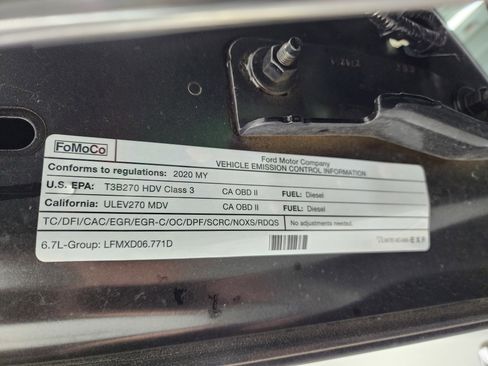 FoMoCo
Ford Motor Company
VEHICLE EMISSION CONTROL INFORMATION
Conforms to regulations: 2020 MY
U.S. EPA: T3B270 HDV Class 3 CA OBD II FUEL: Diesel
California: ULEV270 MDV CA OBD II FUEL: Diesel
TC/DFI/CAC/EGR/EGR-C/OC/DPF/SCRC/NOXS/RDQS No adjustments needed.
6.7L-Group: LFMXD06.771D